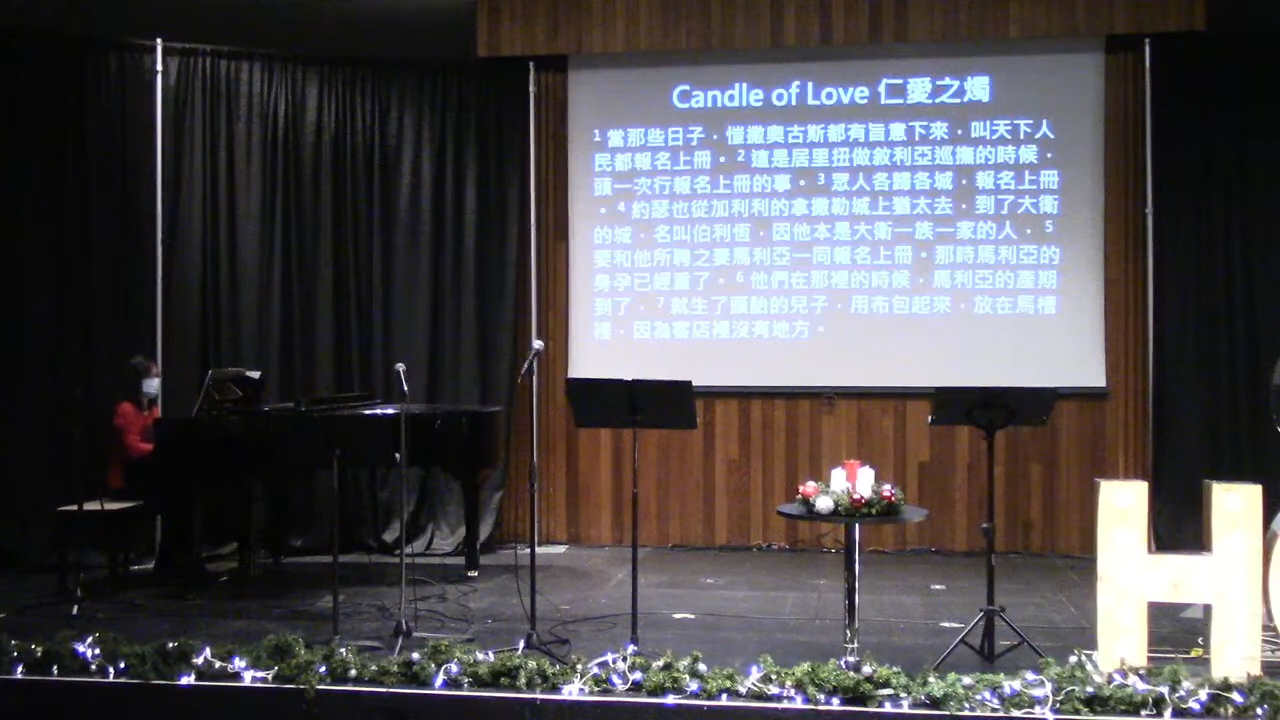 Candle of Love 仁愛之燭
1 當那些日子，愷撒奧古斯都有旨意下來，叫天下人
民都報名上冊。 2 這是居里扭做敘利亞巡撫的時候，
頭一次行報名上冊的事。 3 眾人各歸各城，報名上冊
。 4 約瑟也從加利利的拿撒勒城上猶太去，到了大衛
的城，名叫伯利恆，因他本是大衛一族一家的人， 5
要和他所聘之妻馬利亞一同報名上冊。那時馬利亞的
身孕已經重了。 6 他們在那裡的時候，馬利亞的產期
到了， 7 就生了頭胎的兒子，用布包起來，放在馬槽
裡，因為客店裡沒有地方。
H